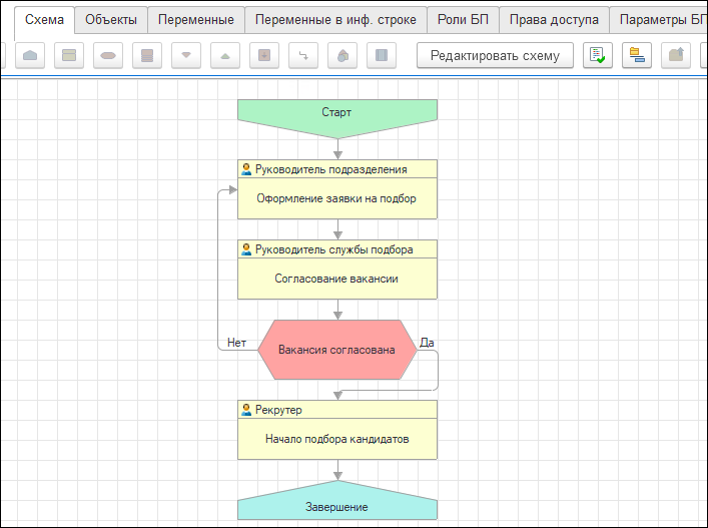 Схема Объекты Переменные Переменные в инф. строке Роли БП Права доступа Параметры БП
Редактировать схему
Старт
Руководитель подразделения
Оформление заявки на подбор
Руководитель службы подбора
Согласование вакансии
Нет Вакансия согласована Да
Рекрутер
Начало подбора кандидатов
Завершение